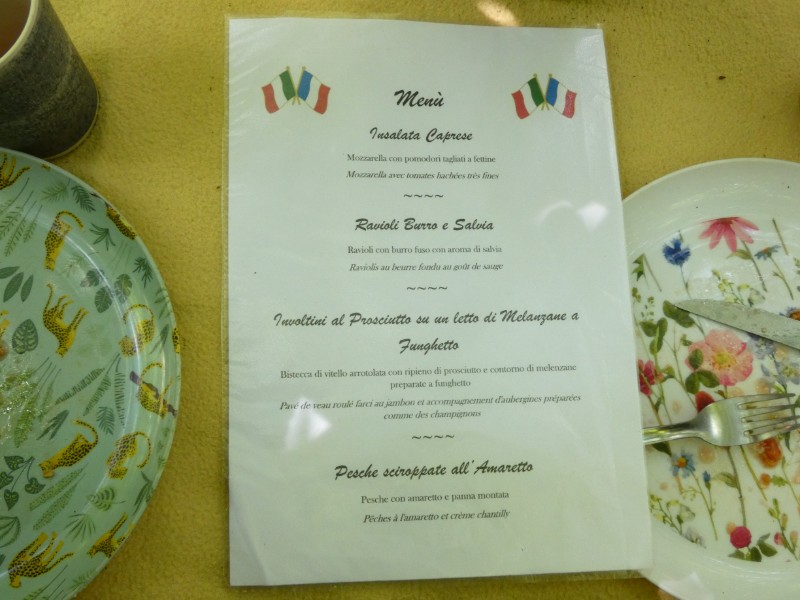 Menù
Insalata Caprese
Mozzarella con pomodori tagliati a fettine
Mozzarella avec tomates hachées très fines
~~~~
Ravioli Burro e Salvia
Ravioli con burro fuso con aroma di salvia
Raviolis au beurre fondu au goût de sauge
~~~~
Involtini al Prosciutto su un letto di Melanzane a
Funghetto
Bistecca di vitello arrotolata con ripieno di prosciutto e contorno di melenzane
preparate a funghetto
Pavé de veau roulé farci au jambon et accompagnement d'aubergines préparées
comme des champignons
~~~~
Pesche sciroppate all'Amaretto
Pesche con amaretto e panna montata
Pêches à l'amaretto et crème chantilly